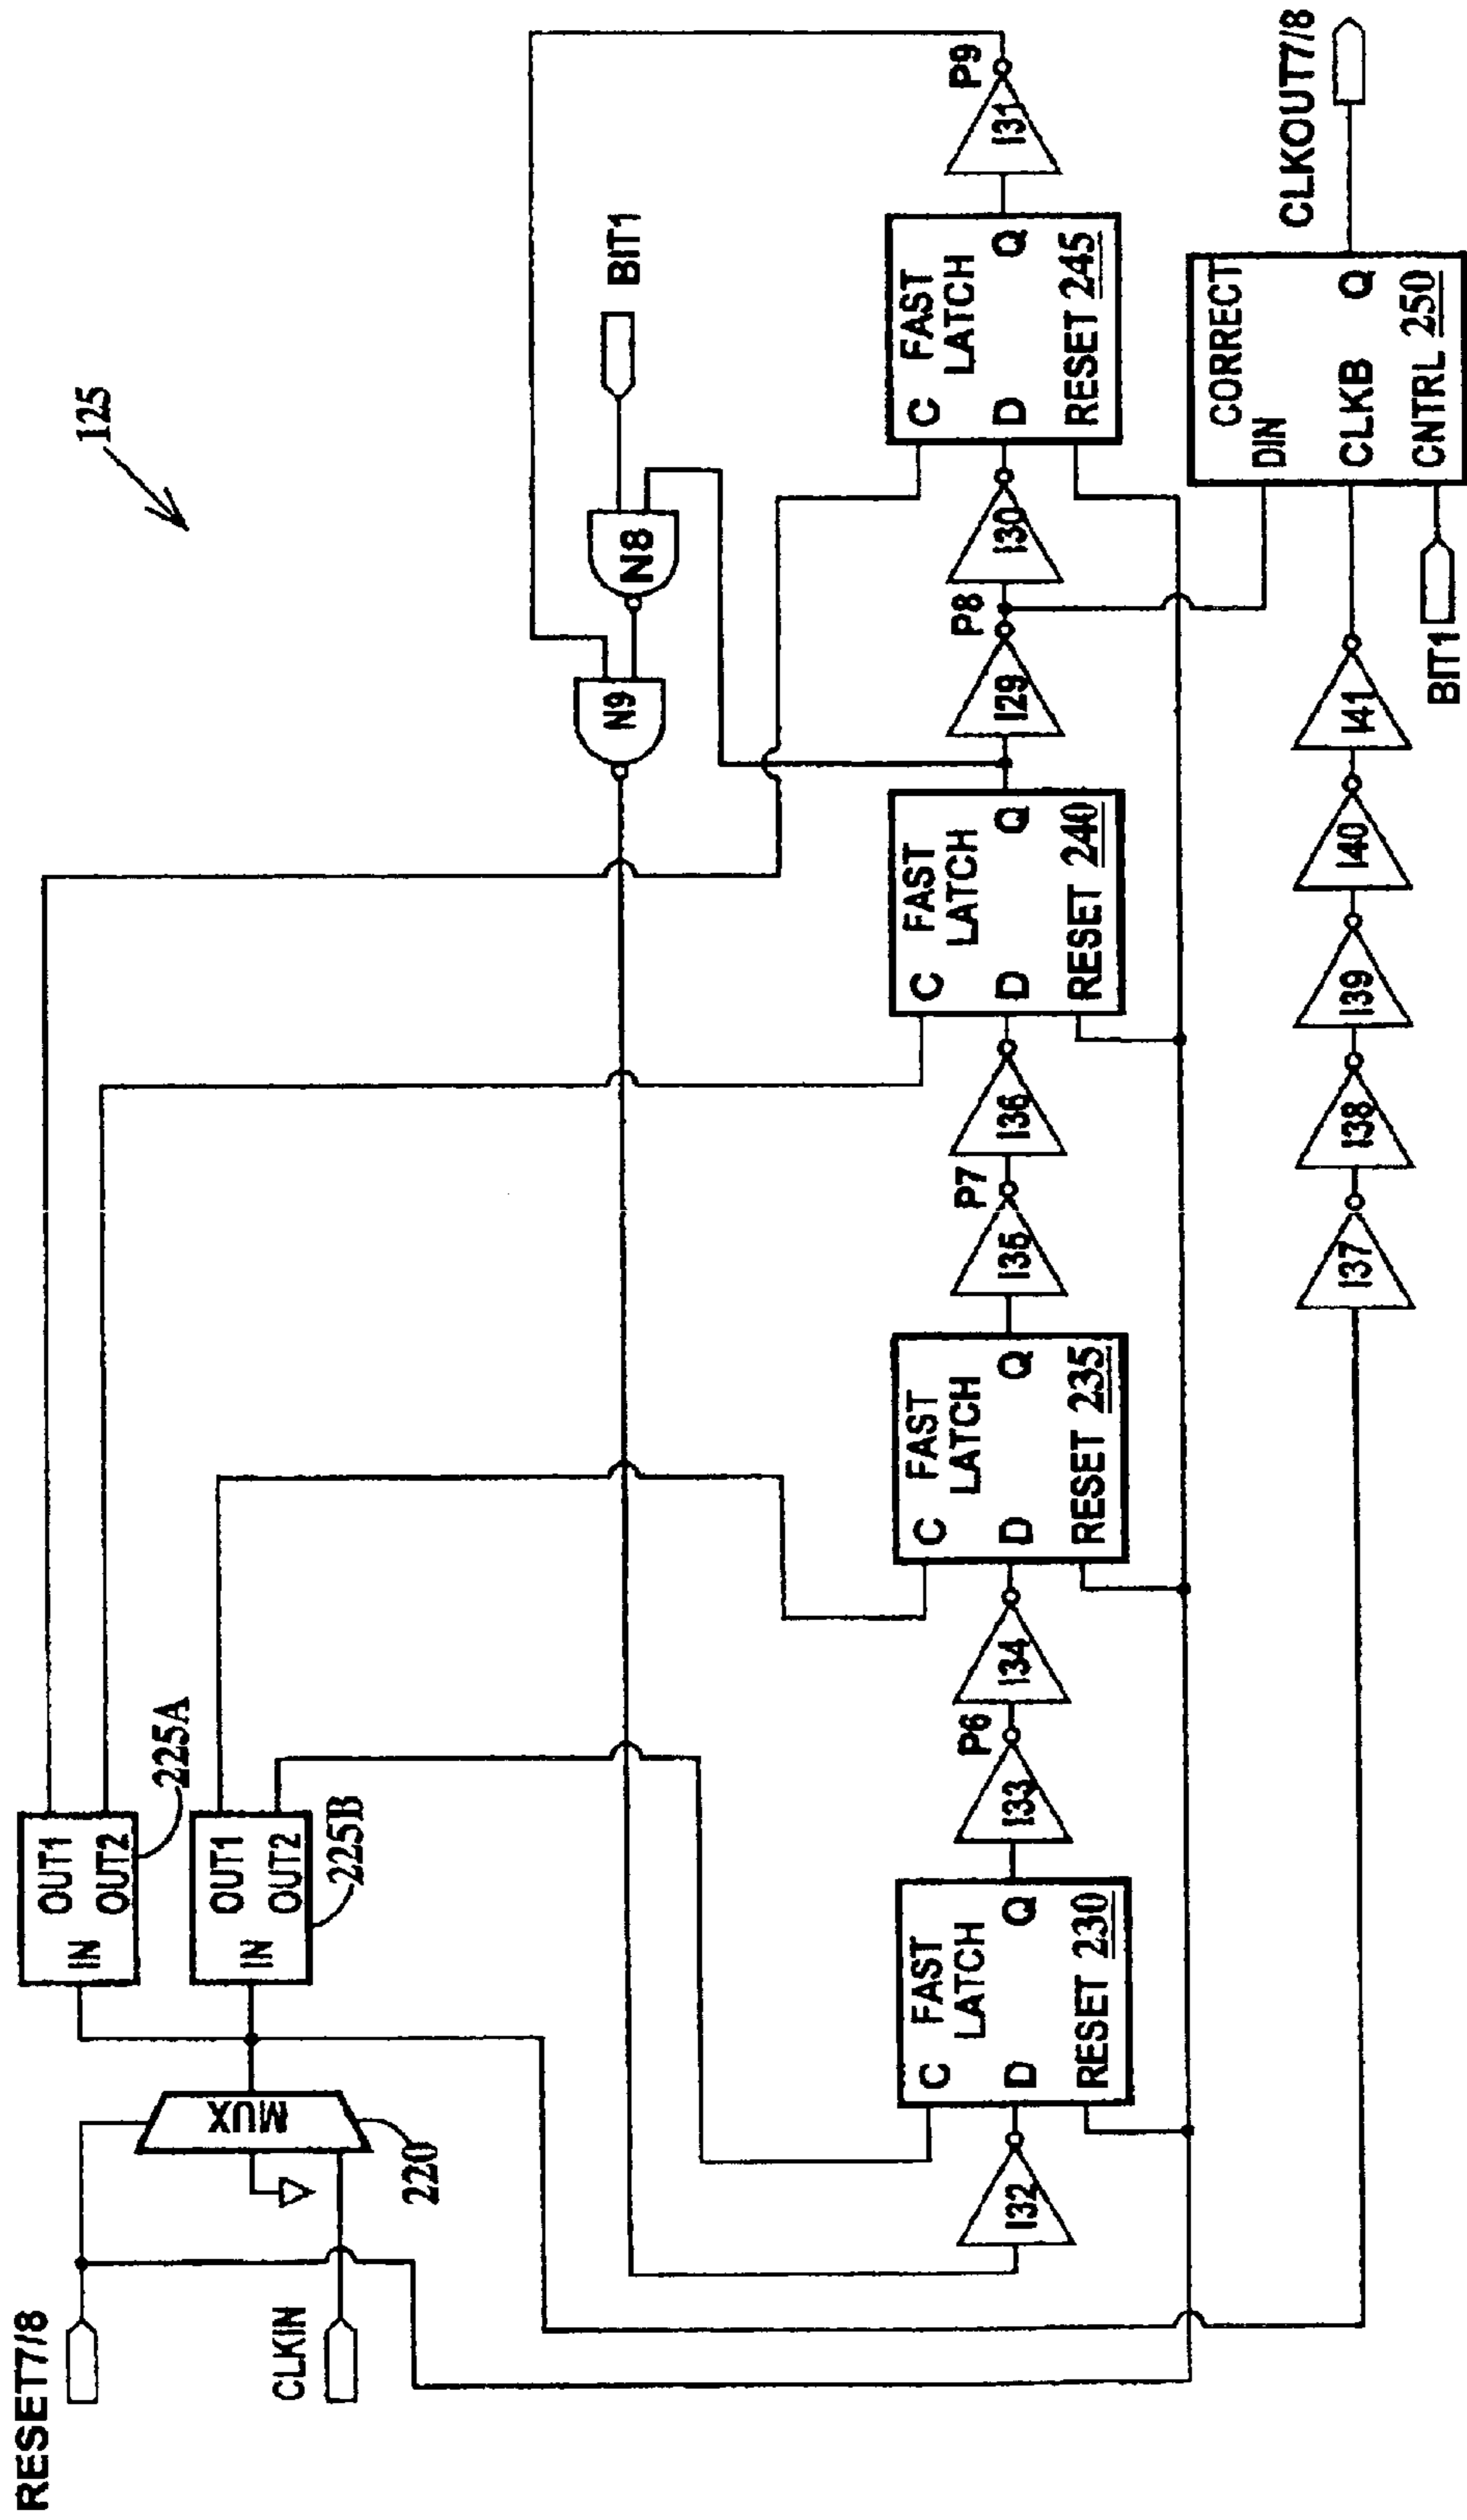 RESET7/8
CLKIN
220
MUX
IN
OUT1
OUT2
225A
IN
OUT1
OUT2
225B
125
BIT1
N8
N9
I32
C
D
FAST
LATCH
Q
RESET 230
I33
P6
I34
C
D
FAST
LATCH
Q
RESET 235
I35
P7
I36
C
D
FAST
LATCH
Q
RESET 240
I29
P8
I30
C
D
FAST
LATCH
Q
RESET 245
I31
P9
I37
I38
I39
I40
I41
BIT1
CORRECT
DIN
CLKB
Q
CNTRL 250
CLKOUT7/8